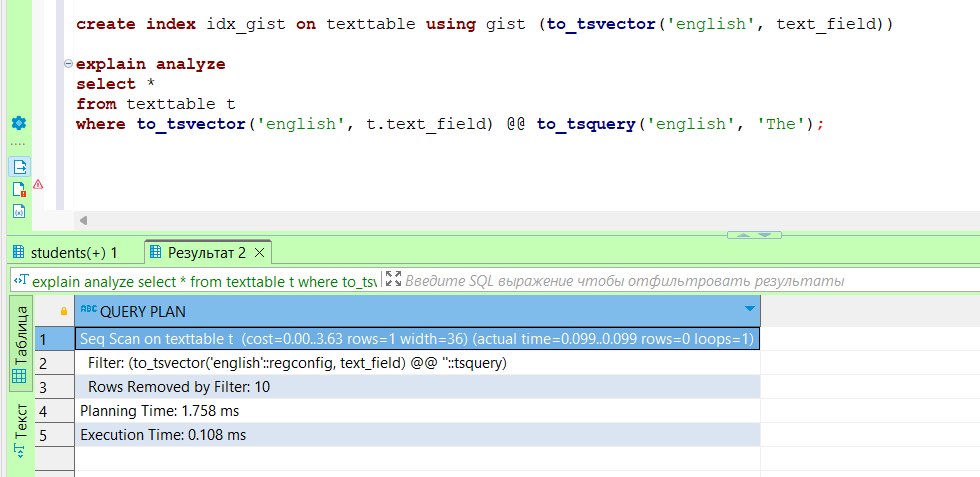 create index idx_gist on texttable using gist (to_tsvector('english', text_field))
explain analyze
select *
from texttable t
where to_tsvector('english', t.text_field) @@ to_tsquery('english', 'The');
students(+) 1
Результат 2
explain analyze select * from texttable t where to_tsv
Введите SQL выражение чтобы отфильтровать результаты
Таблица
Текст
ABC QUERY PLAN
1 Seq Scan on texttable t (cost=0.00..3.63 rows=1 width=36) (actual time=0.099..0.099 rows=0 loops=1)
2 Filter: (to_tsvector('english'::regconfig, text_field) @@ ''::tsquery)
3 Rows Removed by Filter: 10
4 Planning Time: 1.758 ms
5 Execution Time: 0.108 ms